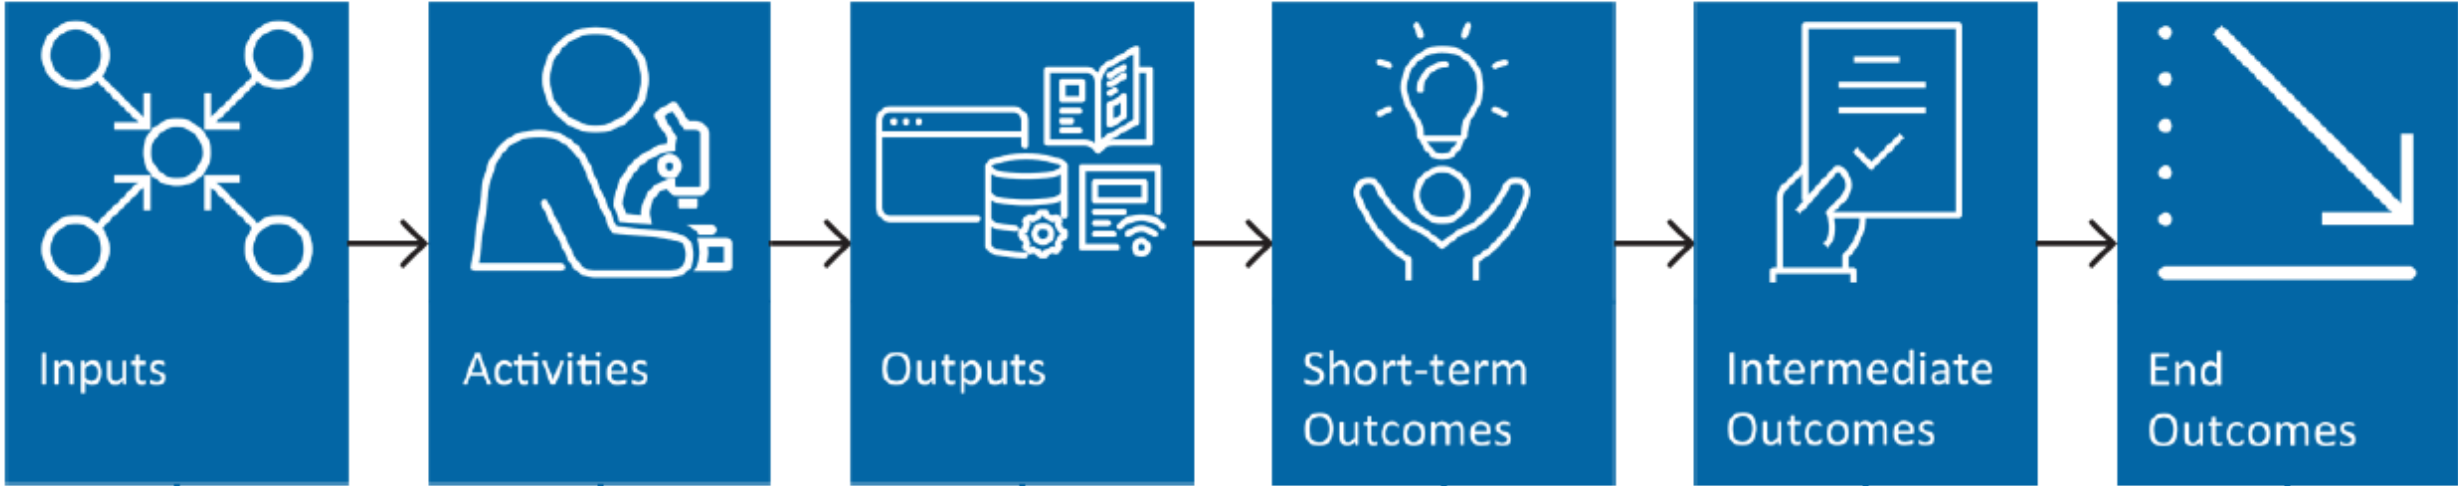 Inputs
Activities
Outputs
Short-term
Outcomes
Intermediate
Outcomes
End
Outcomes